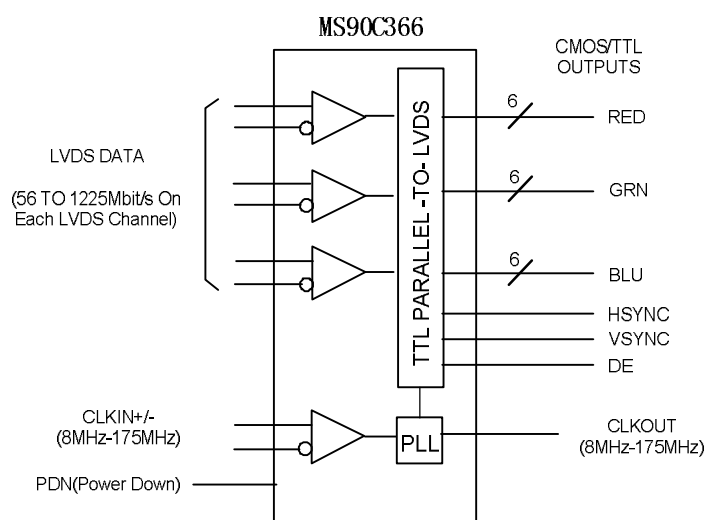 MS90C366
CMOS/TTL
OUTPUTS
LVDS DATA
(56 TO 1225Mbit/s On
Each LVDS Channel)
TTL PARALLEL -TO- LVDS
6
RED
6
GRN
6
BLU
HSYNC
VSYNC
DE
CLKIN+/-
(8MHz-175MHz)
PLL
CLKOUT
(8MHz-175MHz)
PDN(Power Down)